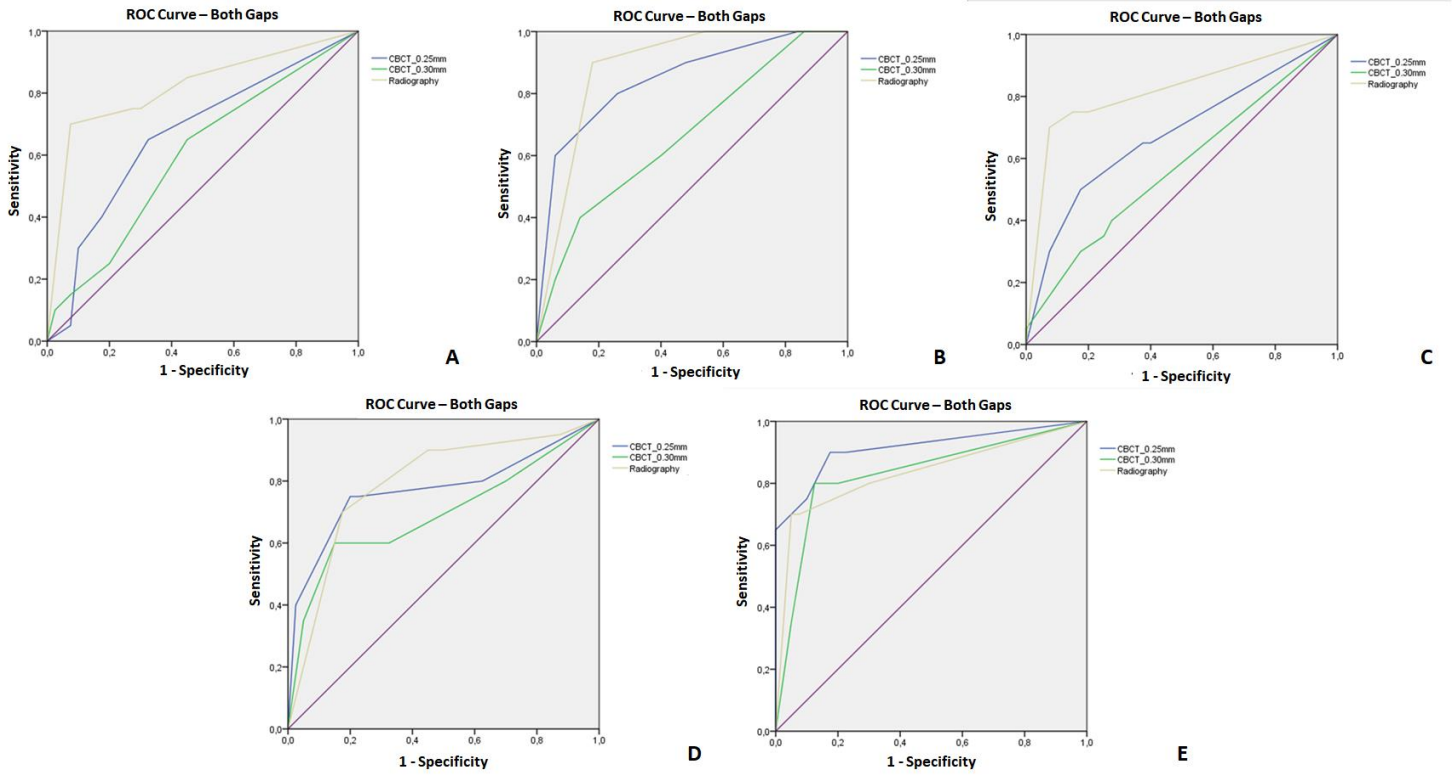 ROC Curve – Both Gaps
1,0
0,8
0,6
0,4
0,2
0,0
Sensitivity
0,0 0,2 0,4 0,6 0,8 1,0
1 - Specificity
CBCT_0.25mm
CBCT_0.30mm
Radiography
A
ROC Curve – Both Gaps
1,0
0,8
0,6
0,4
0,2
0,0
Sensitivity
0,0 0,2 0,4 0,6 0,8 1,0
1 - Specificity
CBCT_0.25mm
CBCT_0.30mm
Radiography
B
ROC Curve – Both Gaps
1,0
0,8
0,6
0,4
0,2
0,0
Sensitivity
0,0 0,2 0,4 0,6 0,8 1,0
1 - Specificity
CBCT_0.25mm
CBCT_0.30mm
Radiography
C
ROC Curve – Both Gaps
1,0
0,8
0,6
0,4
0,2
0,0
Sensitivity
0,0 0,2 0,4 0,6 0,8 1,0
1 - Specificity
CBCT_0.25mm
CBCT_0.30mm
Radiography
D
ROC Curve – Both Gaps
1,0
0,8
0,6
0,4
0,2
0,0
Sensitivity
0,0 0,2 0,4 0,6 0,8 1,0
1 - Specificity
CBCT_0.25mm
CBCT_0.30mm
Radiography
E